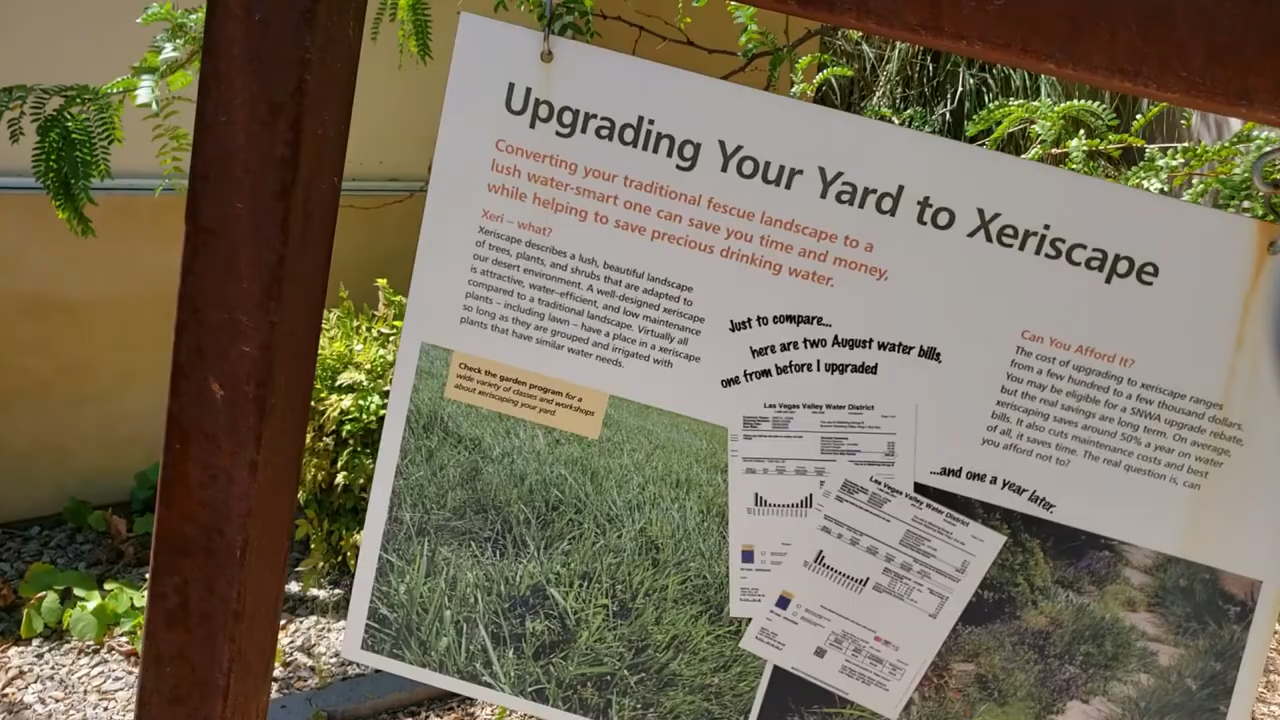 Upgrading Your Yard to Xeriscape
Converting your traditional fescue landscape to a
lush water-smart one can save you time and money,
while helping to save precious drinking water.
Xeri – what?
Xeriscape describes a lush, beautiful landscape
of trees, plants, and shrubs that are adapted to
our desert environment. A well-designed xeriscape
is attractive, water-efficient, and low maintenance
compared to a traditional landscape. Virtually all
plants – including lawn – have a place in a xeriscape
so long as they are grouped and irrigated with
plants that have similar water needs.
Check the garden program for a
wide variety of classes and workshops
about xeriscaping your yard.
Just to compare...
here are two August water bills,
one from before I upgraded
...and one a year later.
Las Vegas Valley Water District
Las Vegas Valley Water District
Can You Afford It?
The cost of upgrading to xeriscape ranges
from a few hundred to a few thousand dollars.
You may be eligible for a SNWA upgrade rebate,
but the real savings are long term. On average,
xeriscaping saves around 50% a year on water
bills. It also cuts maintenance costs and best
of all, it saves time. The real question is, can
you afford not to?